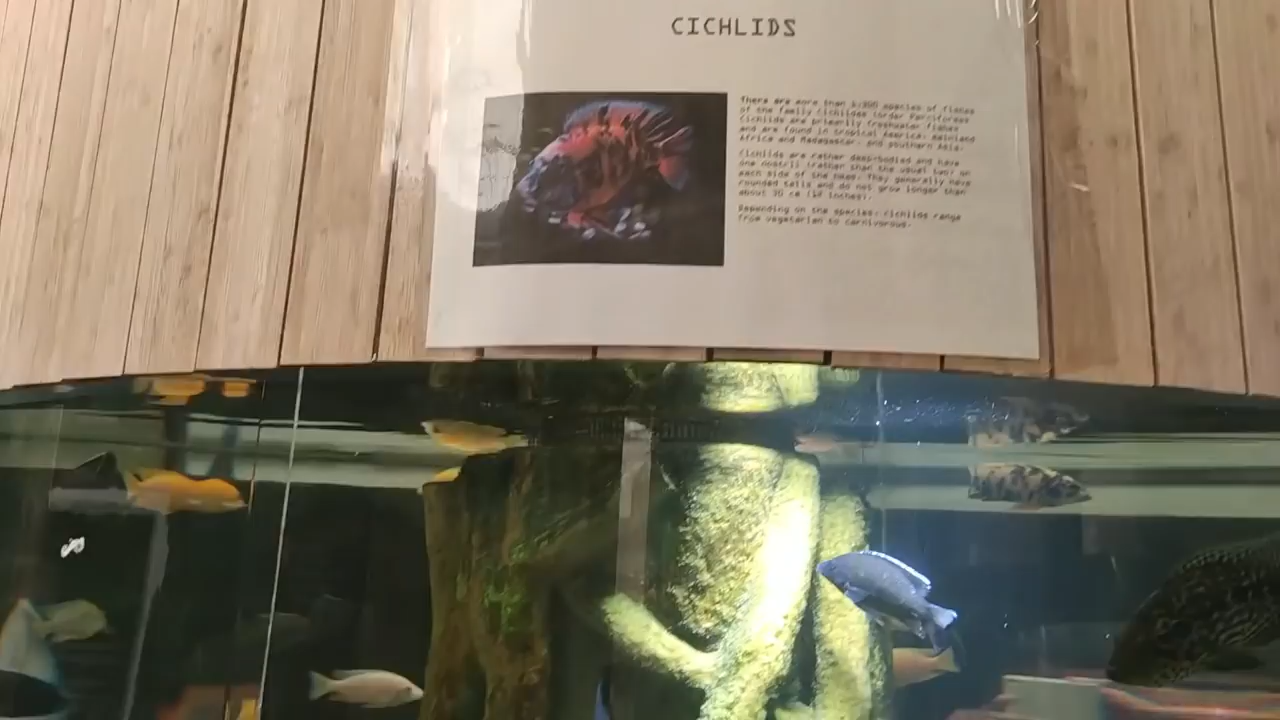 CICHLIDS
There are more than 1,300 species of fishes
of the family Cichlidae (order Perciformes
Cichlids are primarily freshwater fishes
and are found in tropical America, mainland
Africa and Madagascar, and southern Asia.
Cichlids are rather deep-bodied and have
one nostril (rather than the usual two) on
each side of the head. They generally have
rounded tails and do not grow longer than
about 30 cm (12 inches).
Depending on the species, cichlids range
from vegetarian to carnivorous.